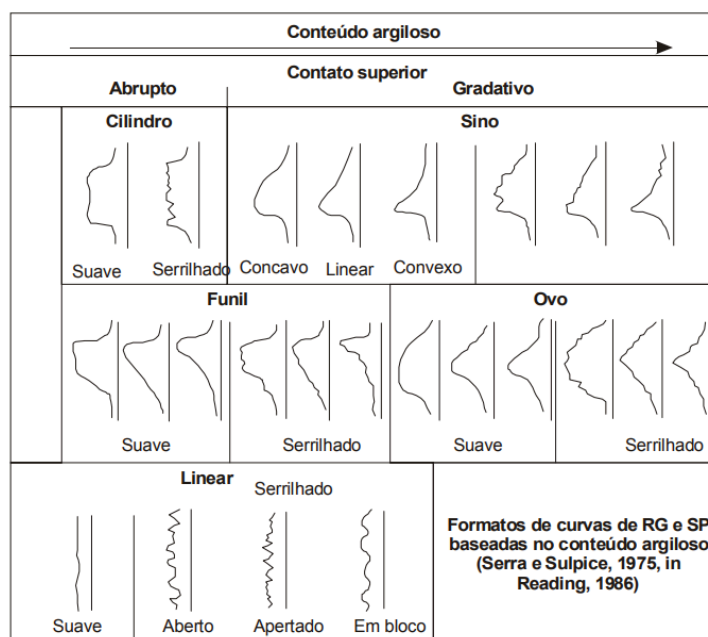 Conteúdo argiloso
Contato superior
Abrupto
Gradativo
Cilindro
Sino
Suave
Serrilhado
Concavo
Linear
Convexo
Funil
Ovo
Suave
Serrilhado
Suave
Serrilhado
Linear
Serrilhado
Suave
Aberto
Apertado
Em bloco
Formatos de curvas de RG e SP
baseadas no conteúdo argiloso
(Serra e Sulpice, 1975, in
Reading, 1986)